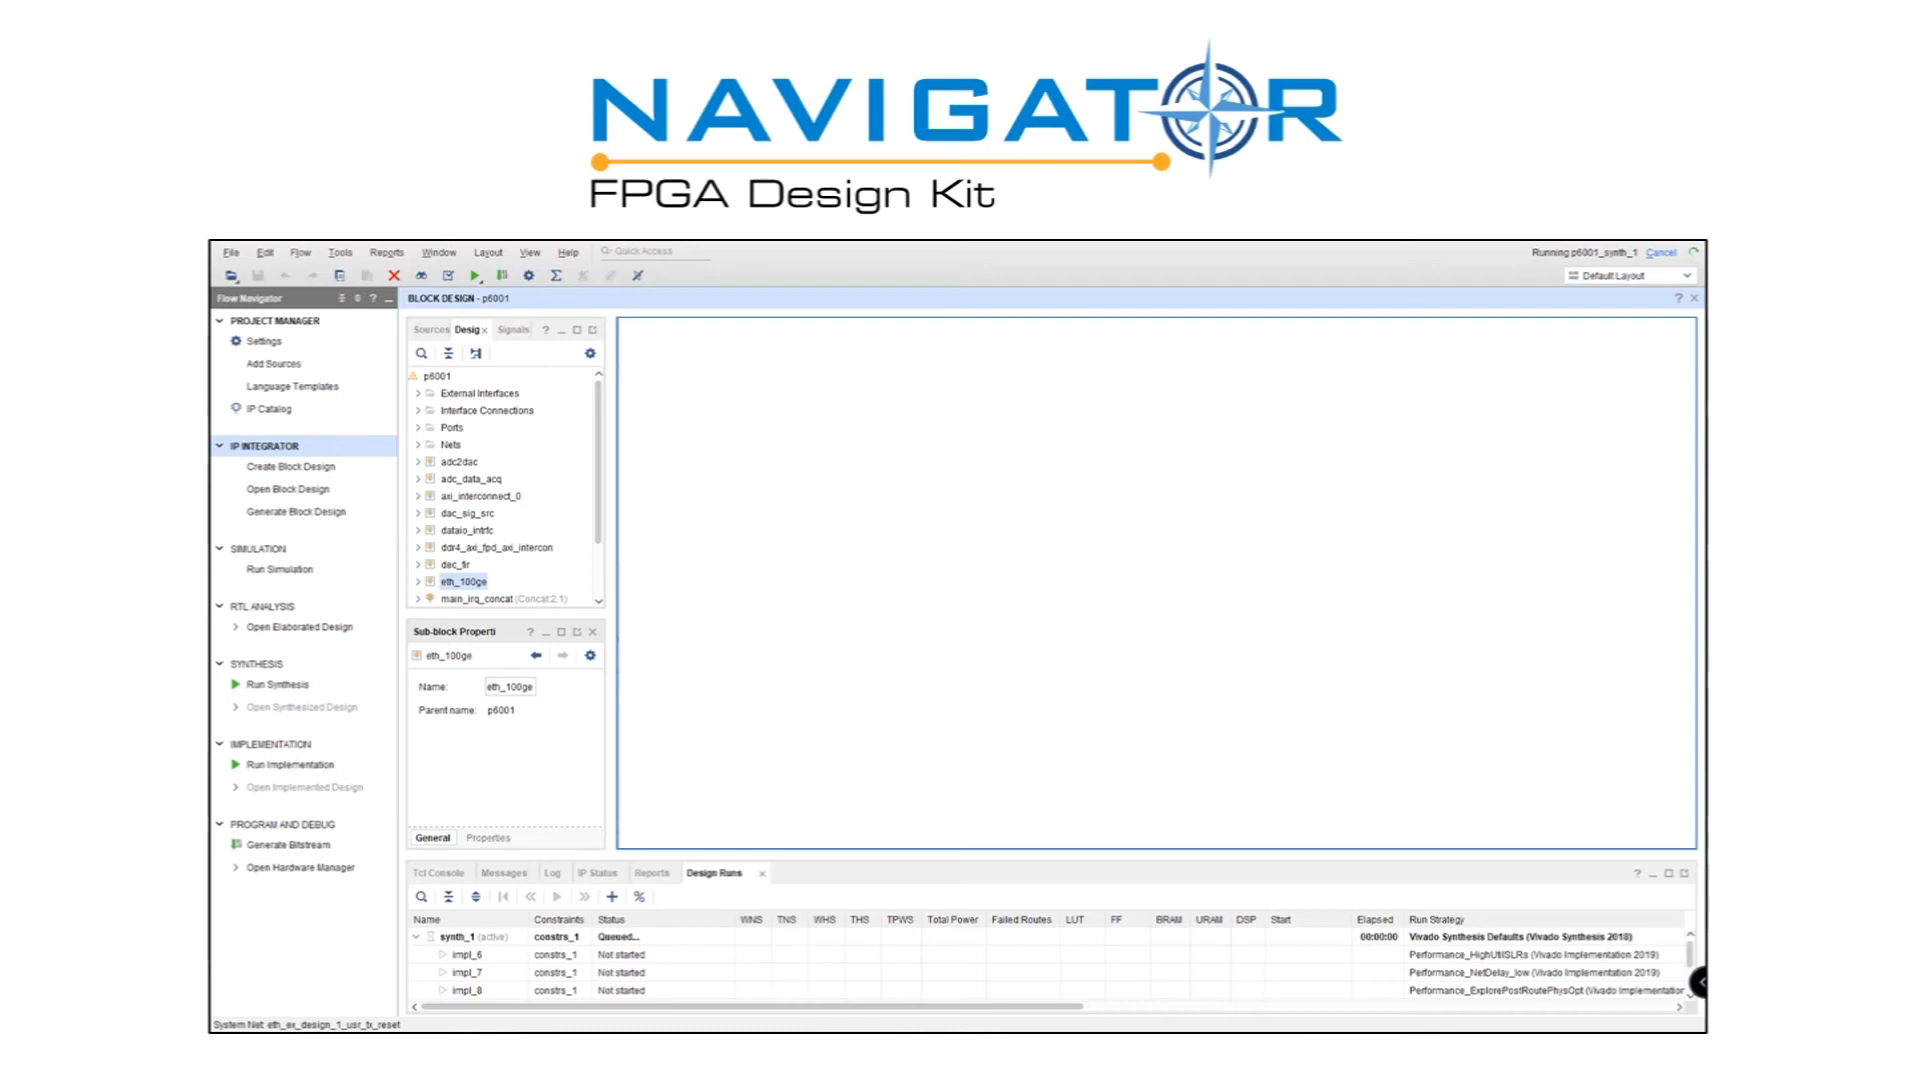 NAVIGATOR
FPGA Design Kit
File Edit Flow Tools Reports Window Layout View Help Quick Access
Running p6001_synth_1 Cancel
Default Layout
Flow Navigator
PROJECT MANAGER
Settings
Add Sources
Language Templates
IP Catalog
IP INTEGRATOR
Create Block Design
Open Block Design
Generate Block Design
SIMULATION
Run Simulation
RTL ANALYSIS
Open Elaborated Design
SYNTHESIS
Run Synthesis
Open Synthesized Design
IMPLEMENTATION
Run Implementation
Open Implemented Design
PROGRAM AND DEBUG
Generate Bitstream
Open Hardware Manager
BLOCK DESIGN - p6001
Sources Desig Signals
p6001
External Interfaces
Interface Connections
Ports
Nets
adc2dac
adc_data_acq
axi_interconnect_0
dac_sig_src
dataio_intrfc
ddr4_axi_fpd_axi_intercon
dec_fir
eth_100ge
main_irq_concat (Concat:2.1)
Sub-block Properti
eth_100ge
Name: eth_100ge
Parent name: p6001
General Properties
Tcl Console Messages Log IP Status Reports Design Runs
Name Constraints Status WNS TNS WHS THS TPWS Total Power Failed Routes LUT FF BRAM URAM DSP Start Elapsed Run Strategy
synth_1 (active) constrs_1 Queued... 00:00:00 Vivado Synthesis Defaults (Vivado Synthesis 2018)
impl_6 constrs_1 Not started Performance_HighUtilSLRs (Vivado Implementation 2019)
impl_7 constrs_1 Not started Performance_NetDelay_low (Vivado Implementation 2019)
impl_8 constrs_1 Not started Performance_ExplorePostRoutePhysOpt (Vivado Implementation
System Net: eth_ex_design_1_usr_tx_reset